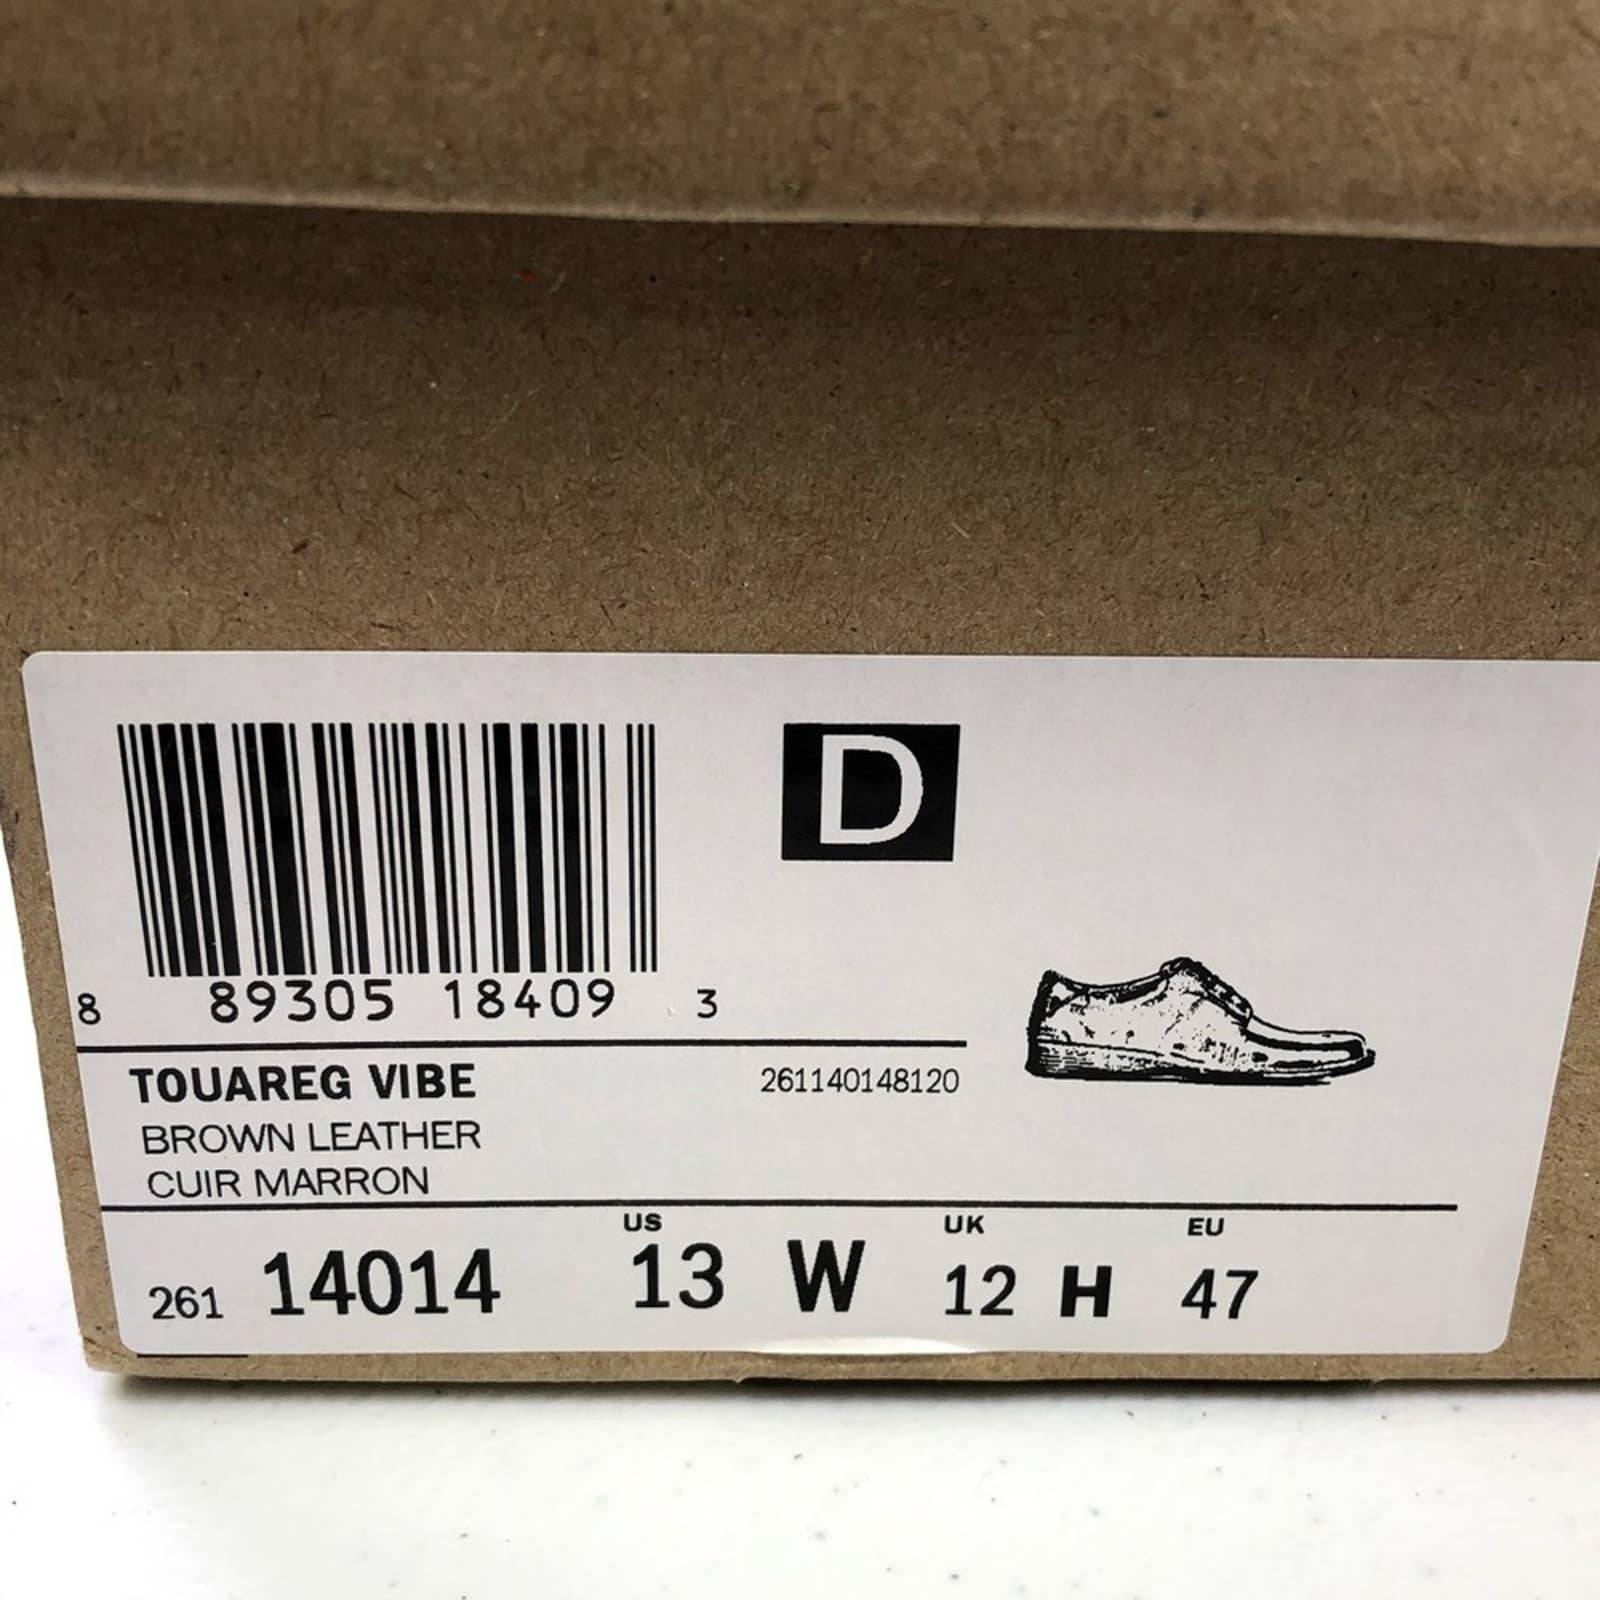 D
8 89305 18409 3
TOUAREG VIBE 261140148120
BROWN LEATHER
CUIR MARRON
US UK EU
261 14014 13 W 12 H 47